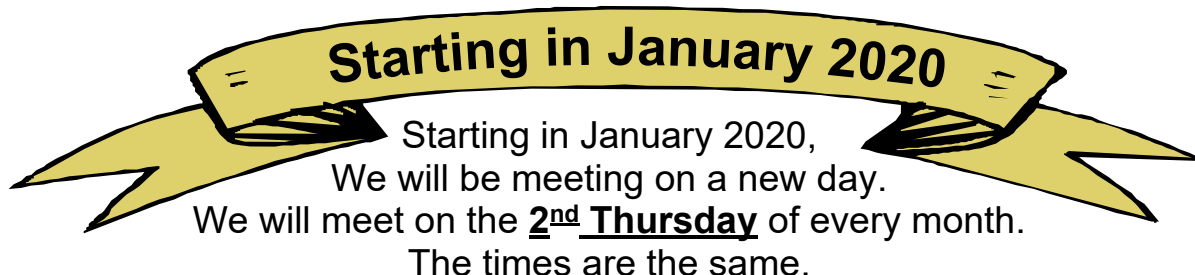 Starting in January 2020
Starting in January 2020,
We will be meeting on a new day.
We will meet on the 2nd Thursday of every month.
The times are the same.